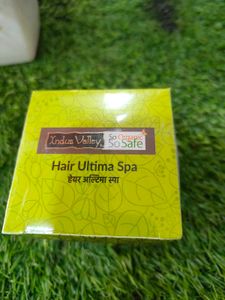 Indus Valley
So Organic
So Safe
Hair Ultima Spa
हेयर अल्टिमा स्पा